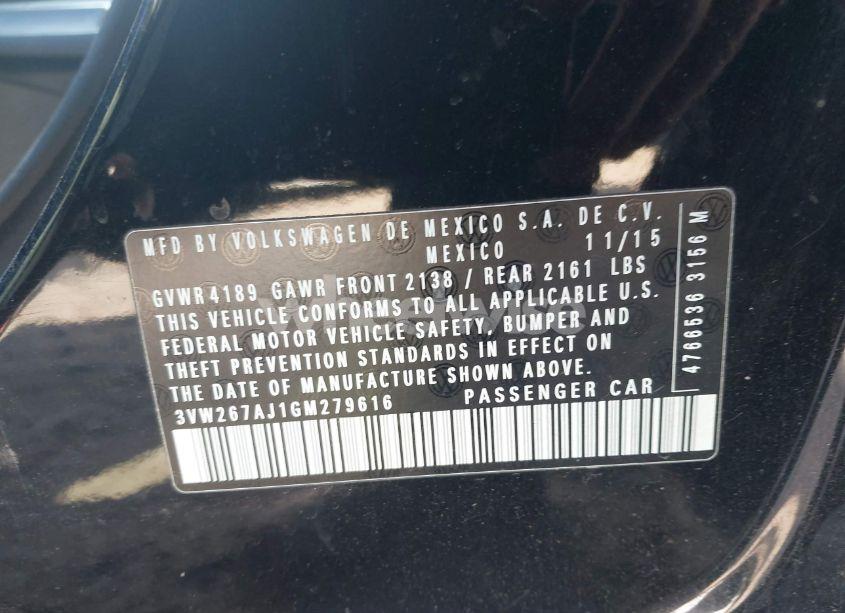 MFD BY VOLKSWAGEN DE MEXICO S.A. DE C.V.
MEXICO 11/15
GVWR 4189 GAWR FRONT 2138 / REAR 2161 LBS
THIS VEHICLE CONFORMS TO ALL APPLICABLE U.S.
FEDERAL MOTOR VEHICLE SAFETY, BUMPER AND
THEFT PREVENTION STANDARDS IN EFFECT ON
THE DATE OF MANUFACTURE SHOWN ABOVE.
3VW267AJ1GM279616 PASSENGER CAR
4766536 3156 M